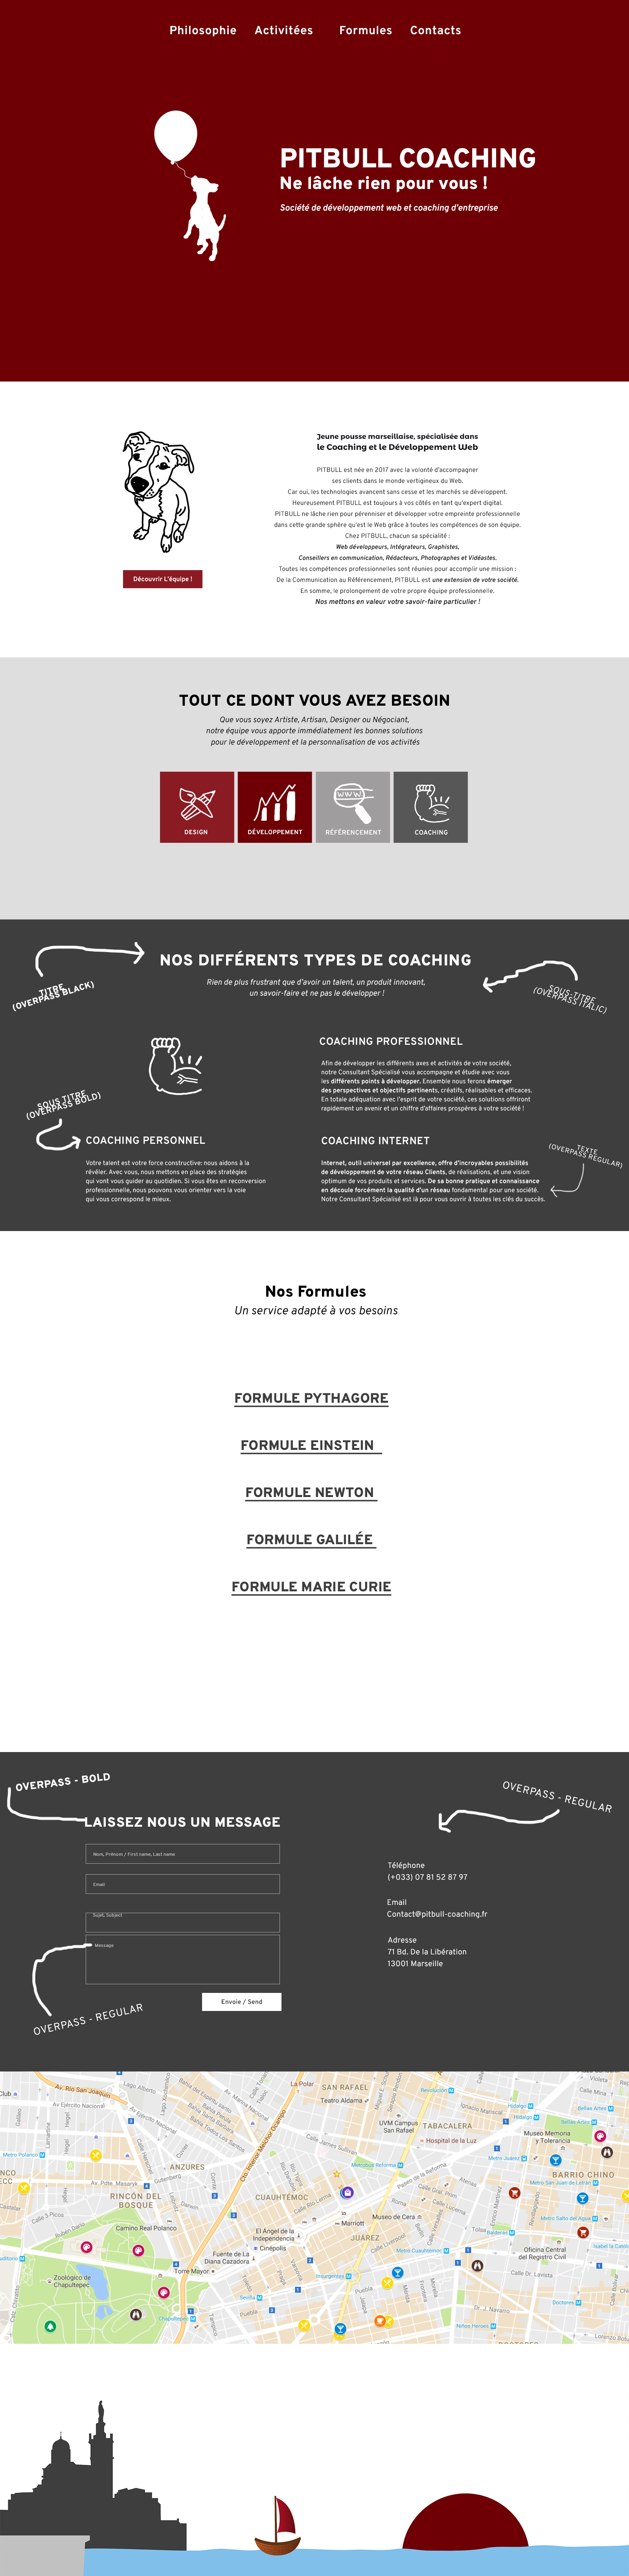 Philosophie Activitées Formules Contacts
PITBULL COACHING
Ne lâche rien pour vous !
Société de développement web et coaching d'entreprise
Jeune pousse marseillaise, spécialisée dans
le Coaching et le Développement Web
PITBULL est née en 2017 avec la volonté d'accompagner
ses clients dans le monde vertigineux du Web.
Car oui, les technologies avancent sans cesse et les marchés se développent.
Heureusement PITBULL est toujours à vos côtés en tant qu'expert digital.
PITBULL ne lâche rien pour pérenniser et développer votre empreinte professionnelle
dans cette grande sphère qu'est le Web grâce à toutes les compétences de son équipe.
Chez PITBULL, chacun sa spécialité :
Web développeurs, Intégrateurs, Graphistes,
Conseillers en communication, Rédacteurs, Photographes et Vidéastes.
Toutes les compétences professionnelles sont réunies pour accomplir une mission :
De la Communication au Référencement, PITBULL est une extension de votre société.
En somme, le prolongement de votre propre équipe professionnelle.
Nos mettons en valeur votre savoir-faire particulier !
Découvrir L'équipe !
TOUT CE DONT VOUS AVEZ BESOIN
Que vous soyez Artiste, Artisan, Designer ou Négociant,
notre équipe vous apporte immédiatement les bonnes solutions
pour le développement et la personnalisation de vos activités
WWW
DESIGN DÉVELOPPEMENT RÉFÉRENCEMENT COACHING
NOS DIFFÉRENTS TYPES DE COACHING
Rien de plus frustrant que d'avoir un talent, un produit innovant,
un savoir-faire et ne pas le développer !
TITRE
(OVERPASS BLACK)
SOUS-TITRE
(OVERPASS ITALIC)
COACHING PROFESSIONNEL
Afin de développer les différents axes et activités de votre société,
notre Consultant Spécialisé vous accompagne et étudie avec vous
les différents points à développer. Ensemble nous ferons émerger
des perspectives et objectifs pertinents, créatifs, réalisables et efficaces.
En totale adéquation avec l'esprit de votre société, ces solutions offriront
rapidement un avenir et un chiffre d'affaires prospères à votre société !
SOUS TITRE
(OVERPASS BOLD)
COACHING PERSONNEL
Votre talent est votre force constructive: nous aidons à la
révéler. Avec vous, nous mettons en place des stratégies
qui vont vous guider au quotidien. Si vous êtes en reconversion
professionnelle, nous pouvons vous orienter vers la voie
qui vous correspond le mieux.
COACHING INTERNET
Internet, outil universel par excellence, offre d'incroyables possibilités
de développement de votre réseau Clients, de réalisations, et une vision
optimum de vos produits et services. De sa bonne pratique et connaissance
en découle forcément la qualité d'un réseau fondamental pour une société.
Notre Consultant Spécialisé est là pour vous ouvrir à toutes les clés du succès.
TEXTE
(OVERPASS REGULAR)
Nos Formules
Un service adapté à vos besoins
FORMULE PYTHAGORE
FORMULE EINSTEIN
FORMULE NEWTON
FORMULE GALILÉE
FORMULE MARIE CURIE
OVERPASS - BOLD
OVERPASS - REGULAR
LAISSEZ NOUS UN MESSAGE
Nom, Prénom / First name, Last name
Email
Sujet, Subject
Message
Envoie / Send
OVERPASS - REGULAR
Téléphone
(+033) 07 81 52 87 97
Email
Contact@pitbull-coaching.fr
Adresse
71 Bd. De la Libération
13001 Marseille
La Polar
SAN RAFAEL
Teatro Aldama
UVM Campus
San Rafael
TABACALERA
Hospital de la Luz
Museo Memoria
y Tolerancia
BARRIO CHINO
Metro Polanco
ANZURES
RINCÓN DEL
BOSQUE
CUAUHTÉMOC
Camino Real Polanco
El Ángel de la
Independencia
Cinépolis
Marriott
JUÁREZ
Museo de Cera
Fuente de la
Diana Cazadora
Torre Mayor
Zoológico de
Chapultepec
Oficina Central
del Registro Civil
Insurgentes
Sevilla
Chapultepec
Metro Cuauhtémoc
Balderas
Metro Juárez
Hidalgo
Bellas Artes
Revolución
Metro San Juan de Letrán
Metro Salto del Agua
Doctores
Niños Heroes